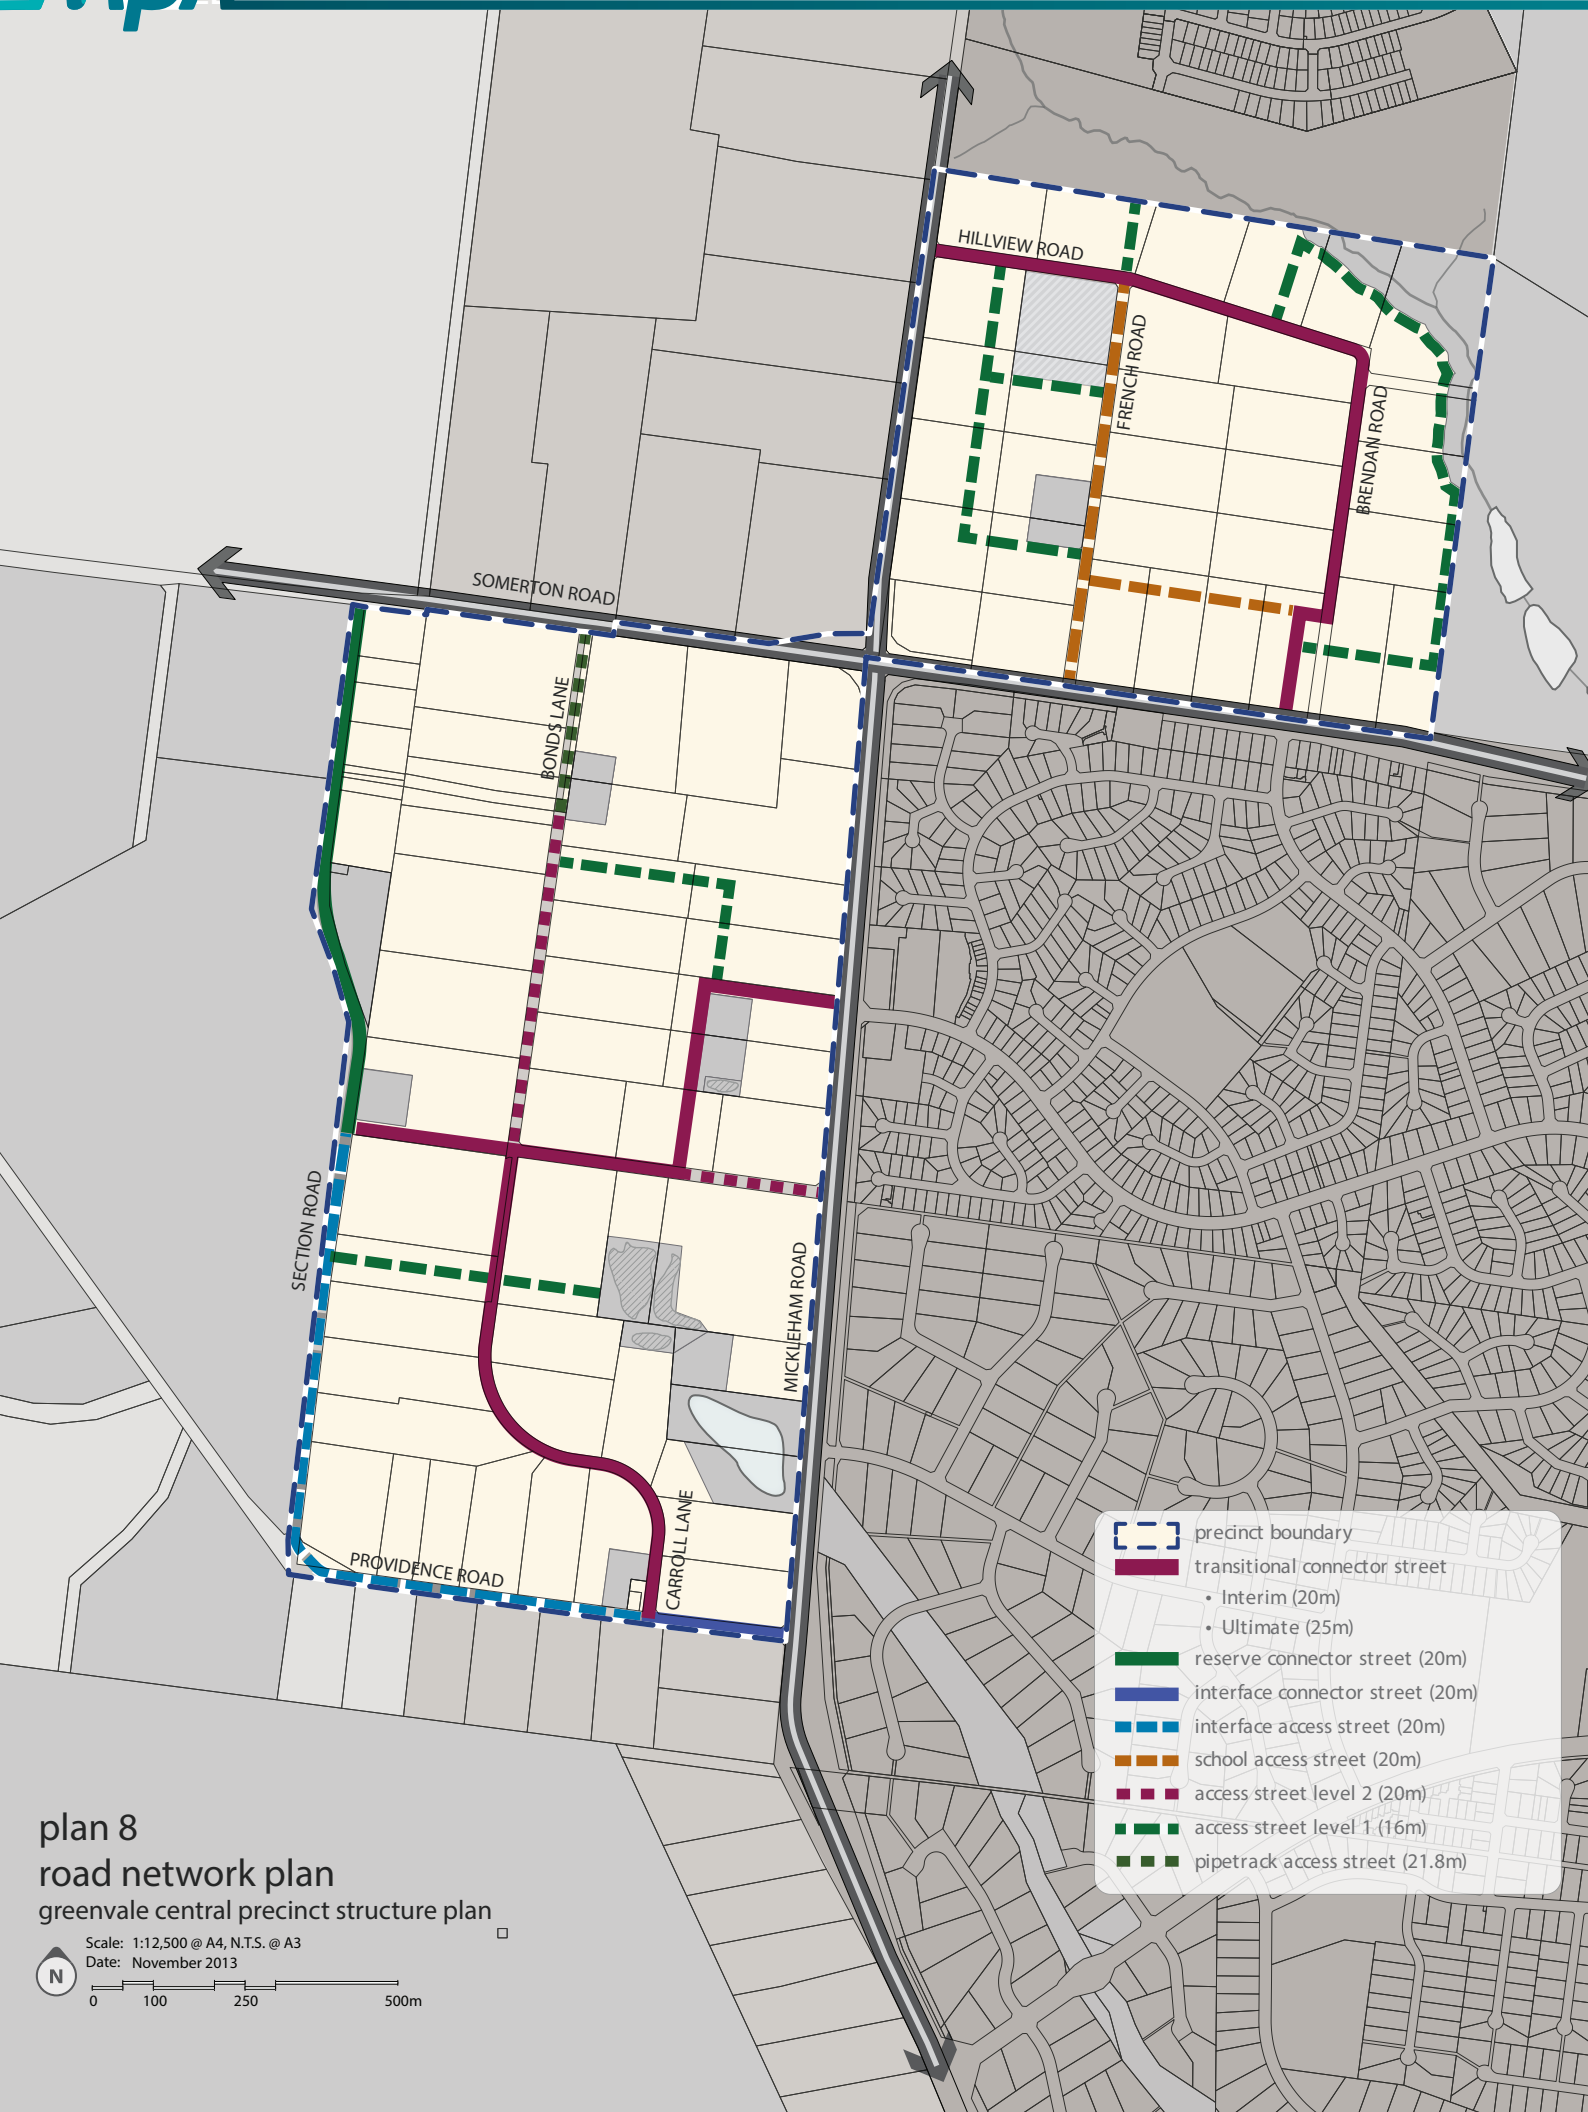 HILLVIEW ROAD
FRENCH ROAD
BRENDAN ROAD
SOMERTON ROAD
BONDS LANE
SECTION ROAD
MICKLEHAM ROAD
CARROLL LANE
PROVIDENCE ROAD
precinct boundary
transitional connector street
• Interim (20m)
• Ultimate (25m)
reserve connector street (20m)
interface connector street (20m)
interface access street (20m)
school access street (20m)
access street level 2 (20m)
access street level 1 (16m)
pipetrack access street (21.8m)
plan 8
road network plan
greenvale central precinct structure plan
Scale: 1:12,500 @ A4, N.T.S. @ A3
Date: November 2013
N
0 100 250 500m